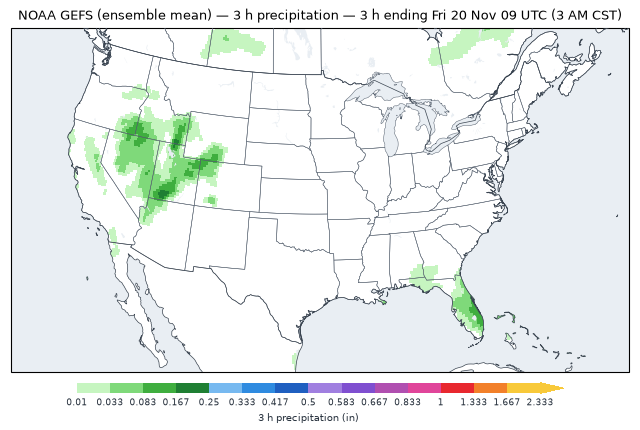 NOAA GEFS (ensemble mean) — 3 h precipitation — 3 h ending Fri 20 Nov 09 UTC (3 AM CST)
0.01 0.033 0.083 0.167 0.25 0.333 0.417 0.5 0.583 0.667 0.833 1 1.333 1.667 2.333
3 h precipitation (in)